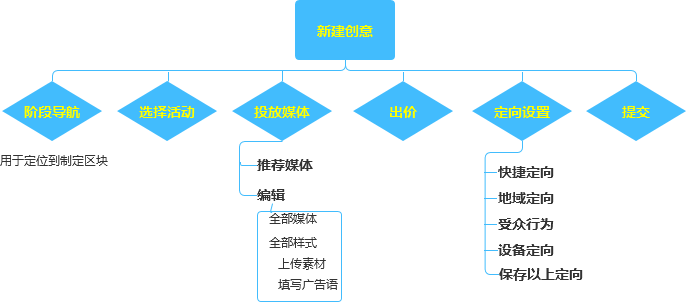 新建创意
阶段导航
选择活动
投放媒体
出价
定向设置
提交
用于定位到制定区块
推荐媒体
编辑
全部媒体
全部样式
上传素材
填写广告语
快捷定向
地域定向
受众行为
设备定向
保存以上定向